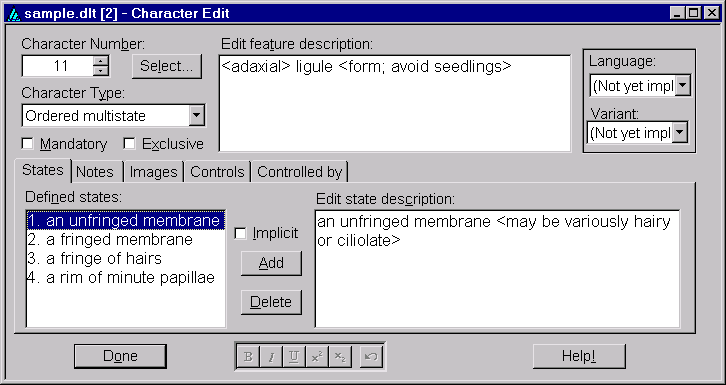 sample.dlt [2] - Character Edit
Character Number:
11
Select...
Character Type:
Ordered multistate
Mandatory
Exclusive
Edit feature description:
<adaxial> ligule <form; avoid seedlings>
Language:
(Not yet impl
Variant:
(Not yet impl
States
Notes
Images
Controls
Controlled by
Defined states:
1. an unfringed membrane
2. a fringed membrane
3. a fringe of hairs
4. a rim of minute papillae
Implicit
Add
Delete
Edit state description:
an unfringed membrane <may be variously hairy
or ciliolate>
Done
B I U x² x₂
Help!